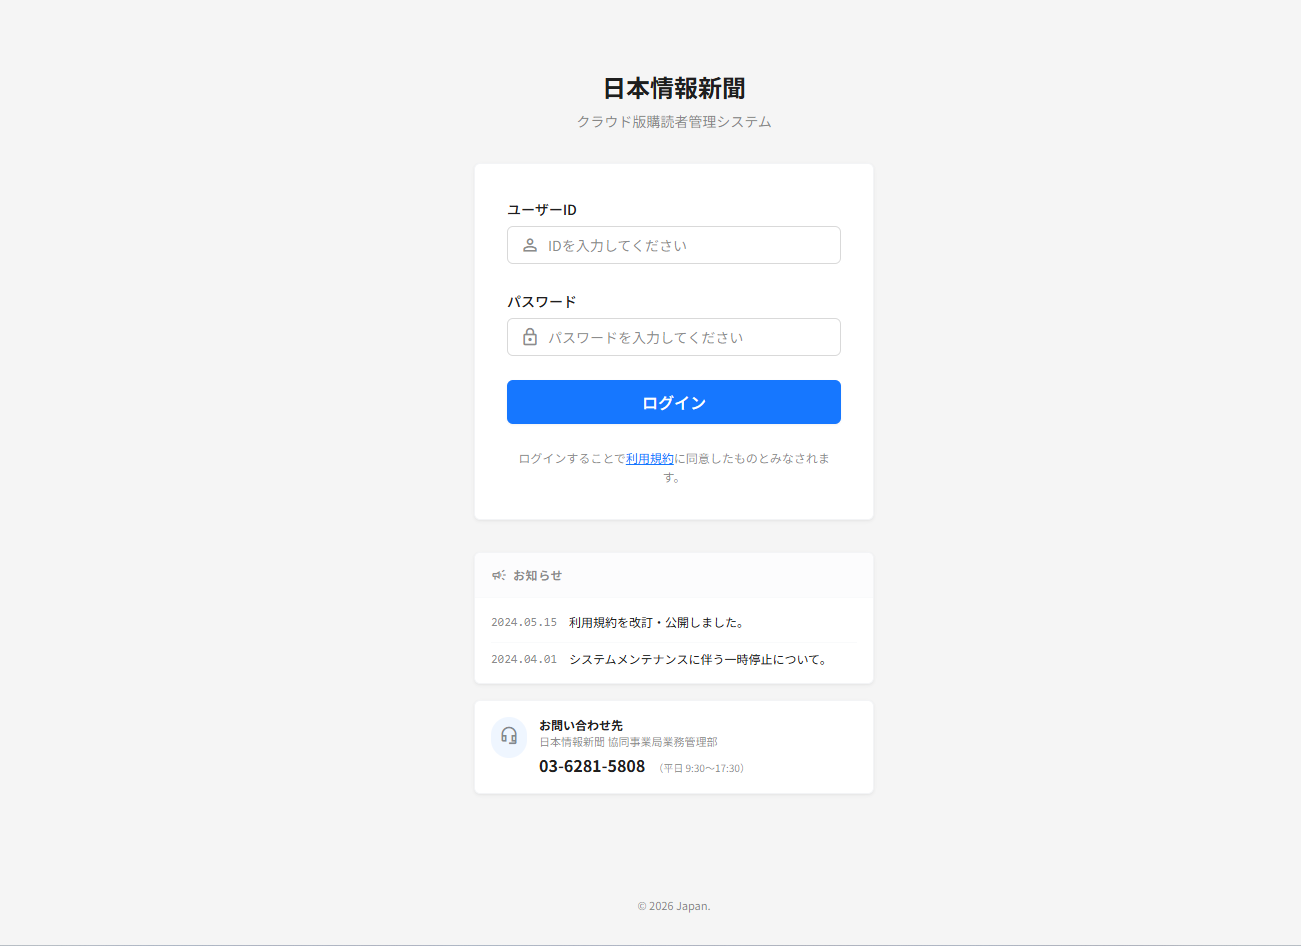 日本情報新聞
クラウド版購読者管理システム
ユーザーID
IDを入力してください
パスワード
パスワードを入力してください
ログイン
ログインすることで利用規約に同意したものとみなされま
す。
お知らせ
2024.05.15 利用規約を改訂・公開しました。
2024.04.01 システムメンテナンスに伴う一時停止について。
お問い合わせ先
日本情報新聞 協同事業局業務管理部
03-6281-5808 （平日 9:30〜17:30）
© 2026 Japan.